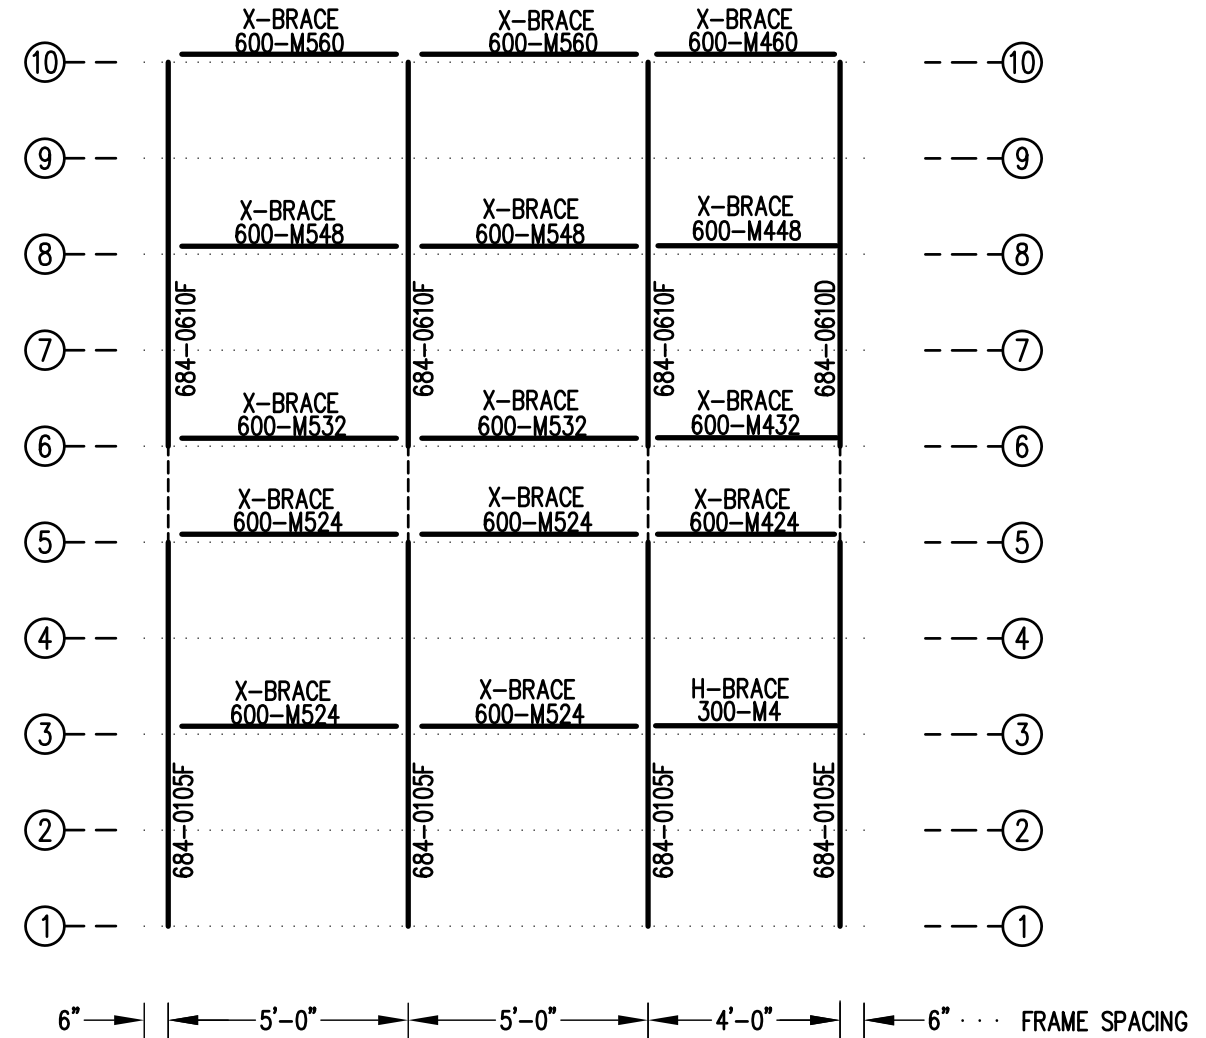 X-BRACE X-BRACE X-BRACE
600-M560 600-M560 600-M460
10 10
9 9
X-BRACE X-BRACE X-BRACE
600-M548 600-M548 600-M448
8 8
684-0610F 684-0610F 684-0610F 684-0610D
7 7
X-BRACE X-BRACE X-BRACE
600-M532 600-M532 600-M432
6 6
X-BRACE X-BRACE X-BRACE
600-M524 600-M524 600-M424
5 5
4 4
X-BRACE X-BRACE H-BRACE
600-M524 600-M524 300-M4
3 3
684-0105F 684-0105F 684-0105F 684-0105E
2 2
1 1
6" 5'-0" 5'-0" 4'-0" 6" · · · FRAME SPACING